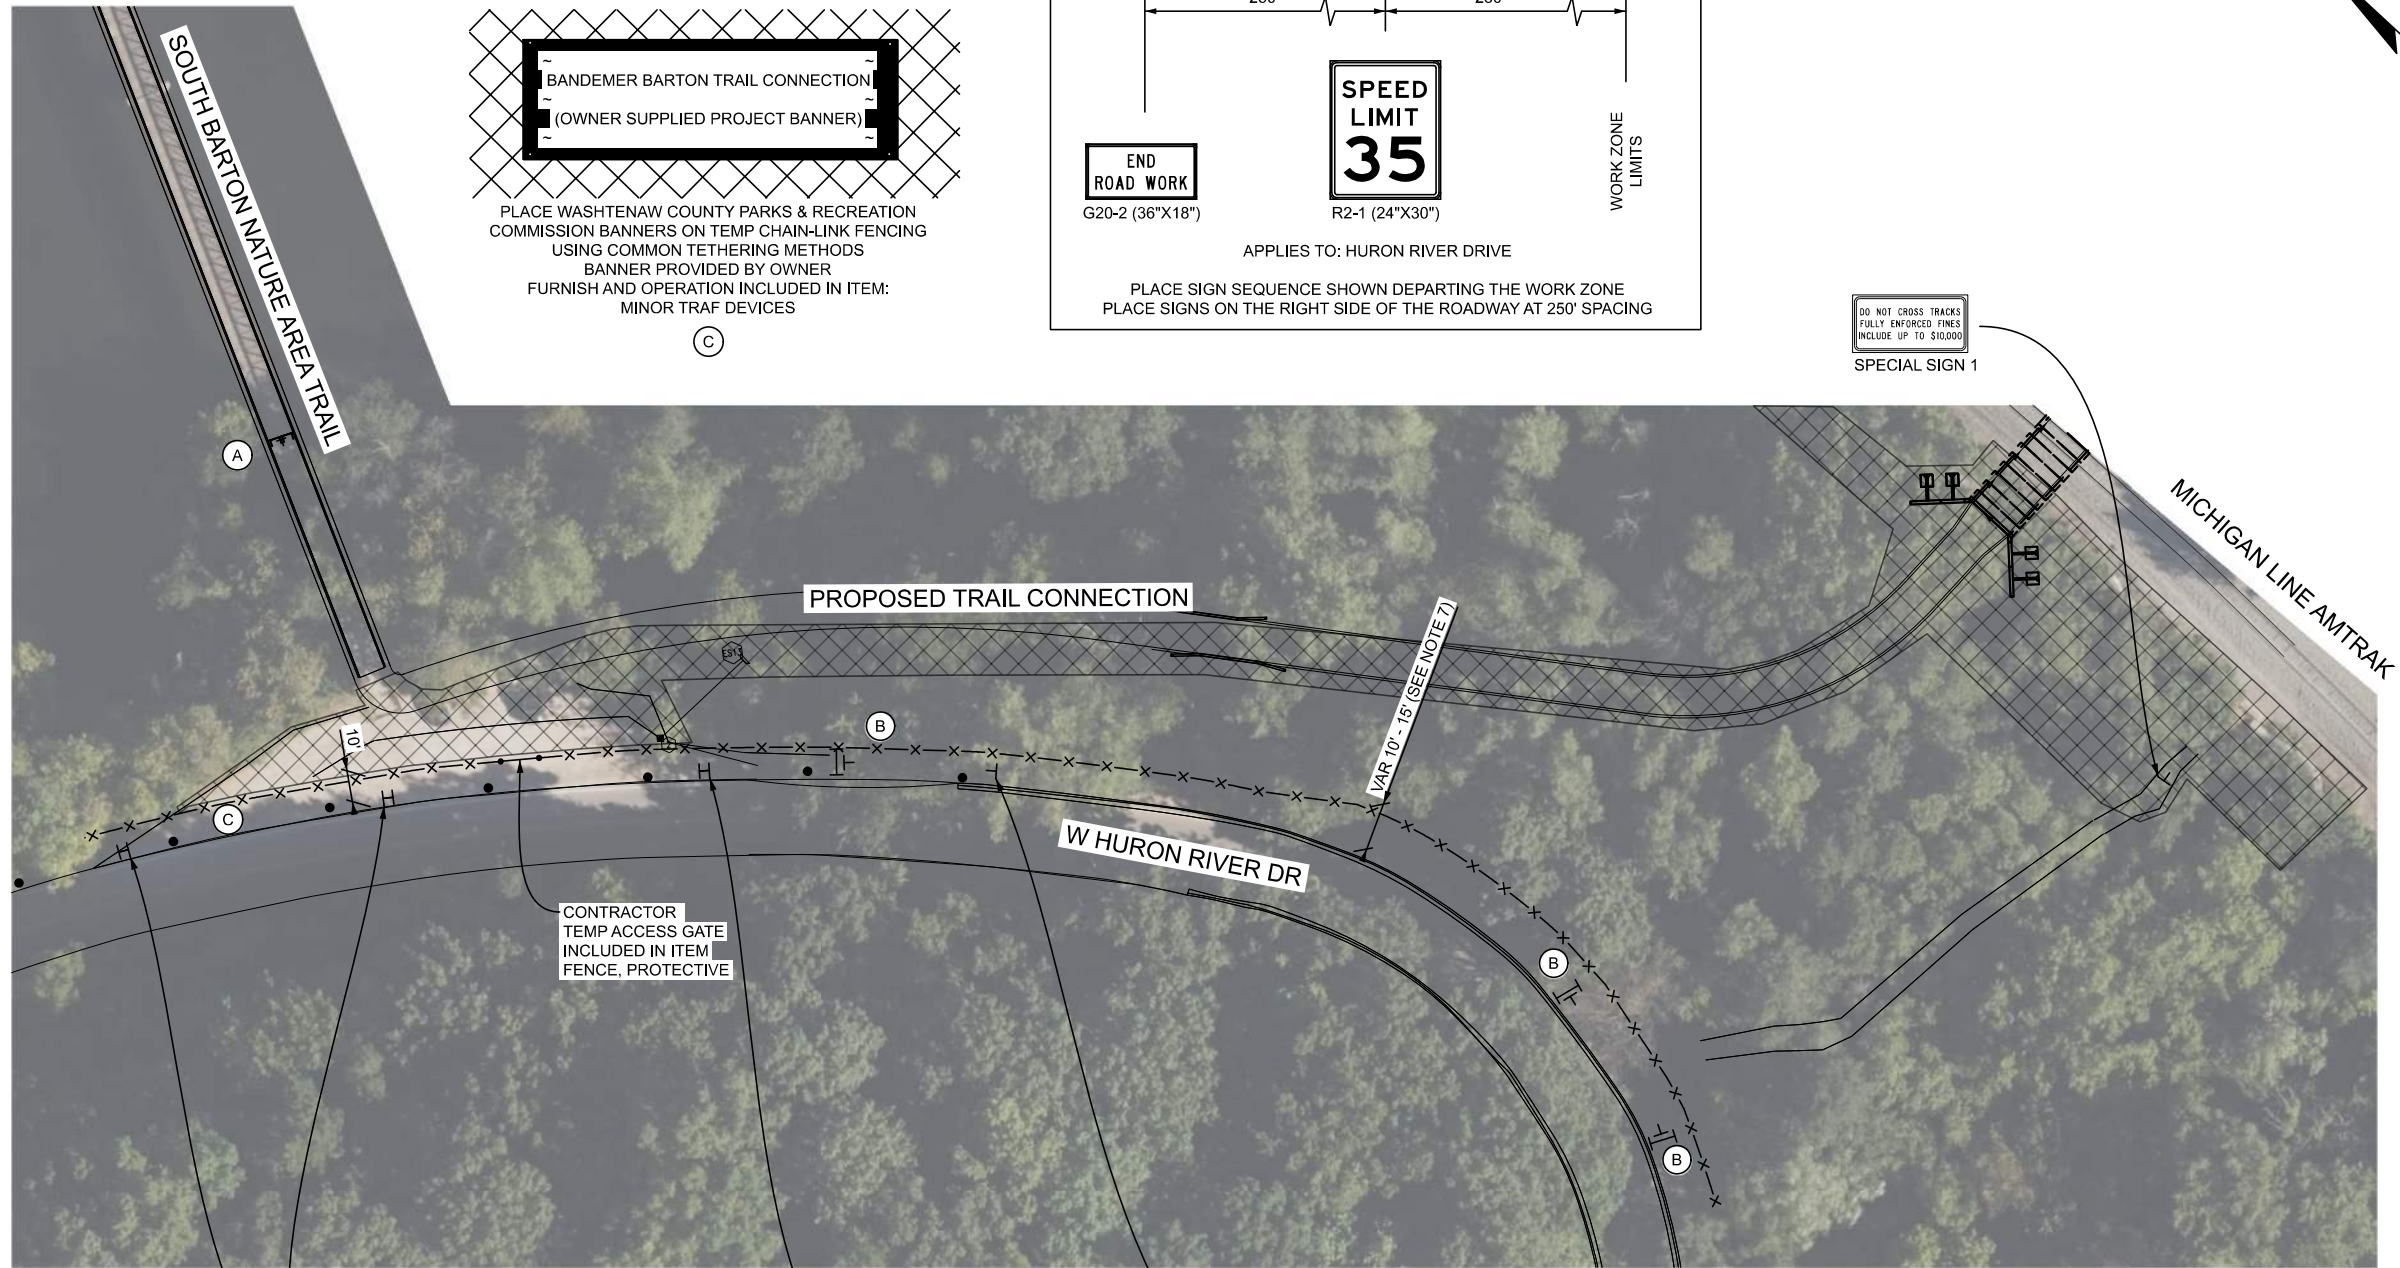 SOUTH BARTON NATURE AREA TRAIL
~ ~
BANDEMER BARTON TRAIL CONNECTION
~ ~
(OWNER SUPPLIED PROJECT BANNER)
~ ~
PLACE WASHTENAW COUNTY PARKS & RECREATION
COMMISSION BANNERS ON TEMP CHAIN-LINK FENCING
USING COMMON TETHERING METHODS
BANNER PROVIDED BY OWNER
FURNISH AND OPERATION INCLUDED IN ITEM:
MINOR TRAF DEVICES
C
END
ROAD WORK
G20-2 (36"X18")
SPEED
LIMIT
35
R2-1 (24"X30")
WORK ZONE
LIMITS
APPLIES TO: HURON RIVER DRIVE
PLACE SIGN SEQUENCE SHOWN DEPARTING THE WORK ZONE
PLACE SIGNS ON THE RIGHT SIDE OF THE ROADWAY AT 250' SPACING
DO NOT CROSS TRACKS
FULLY ENFORCED FINES
INCLUDE UP TO $10,000
SPECIAL SIGN 1
A
MICHIGAN LINE AMTRAK
PROPOSED TRAIL CONNECTION
VAR 10' - 15' (SEE NOTE 7)
B
10'
C
W HURON RIVER DR
CONTRACTOR
TEMP ACCESS GATE
INCLUDED IN ITEM
FENCE, PROTECTIVE
B
B